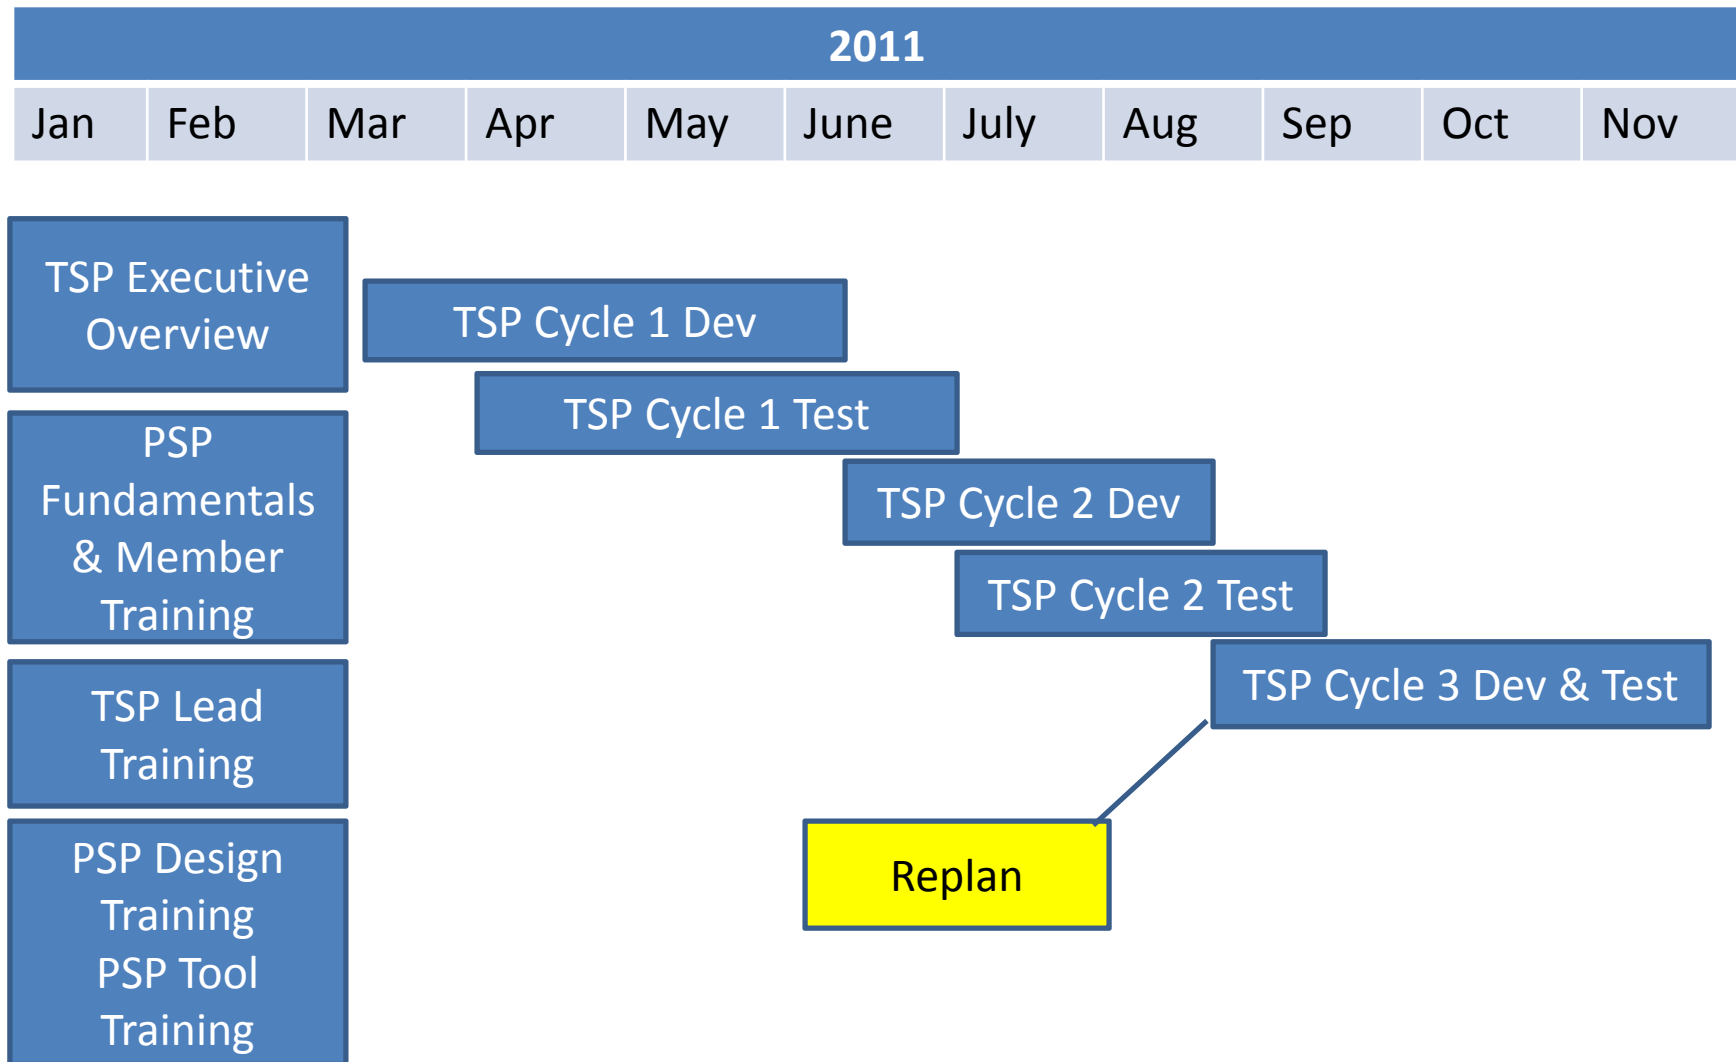 2011
Jan Feb Mar Apr May June July Aug Sep Oct Nov
TSP Executive
Overview
TSP Cycle 1 Dev
TSP Cycle 1 Test
PSP
Fundamentals
& Member
Training
TSP Cycle 2 Dev
TSP Cycle 2 Test
TSP Cycle 3 Dev & Test
TSP Lead
Training
Replan
PSP Design
Training
PSP Tool
Training